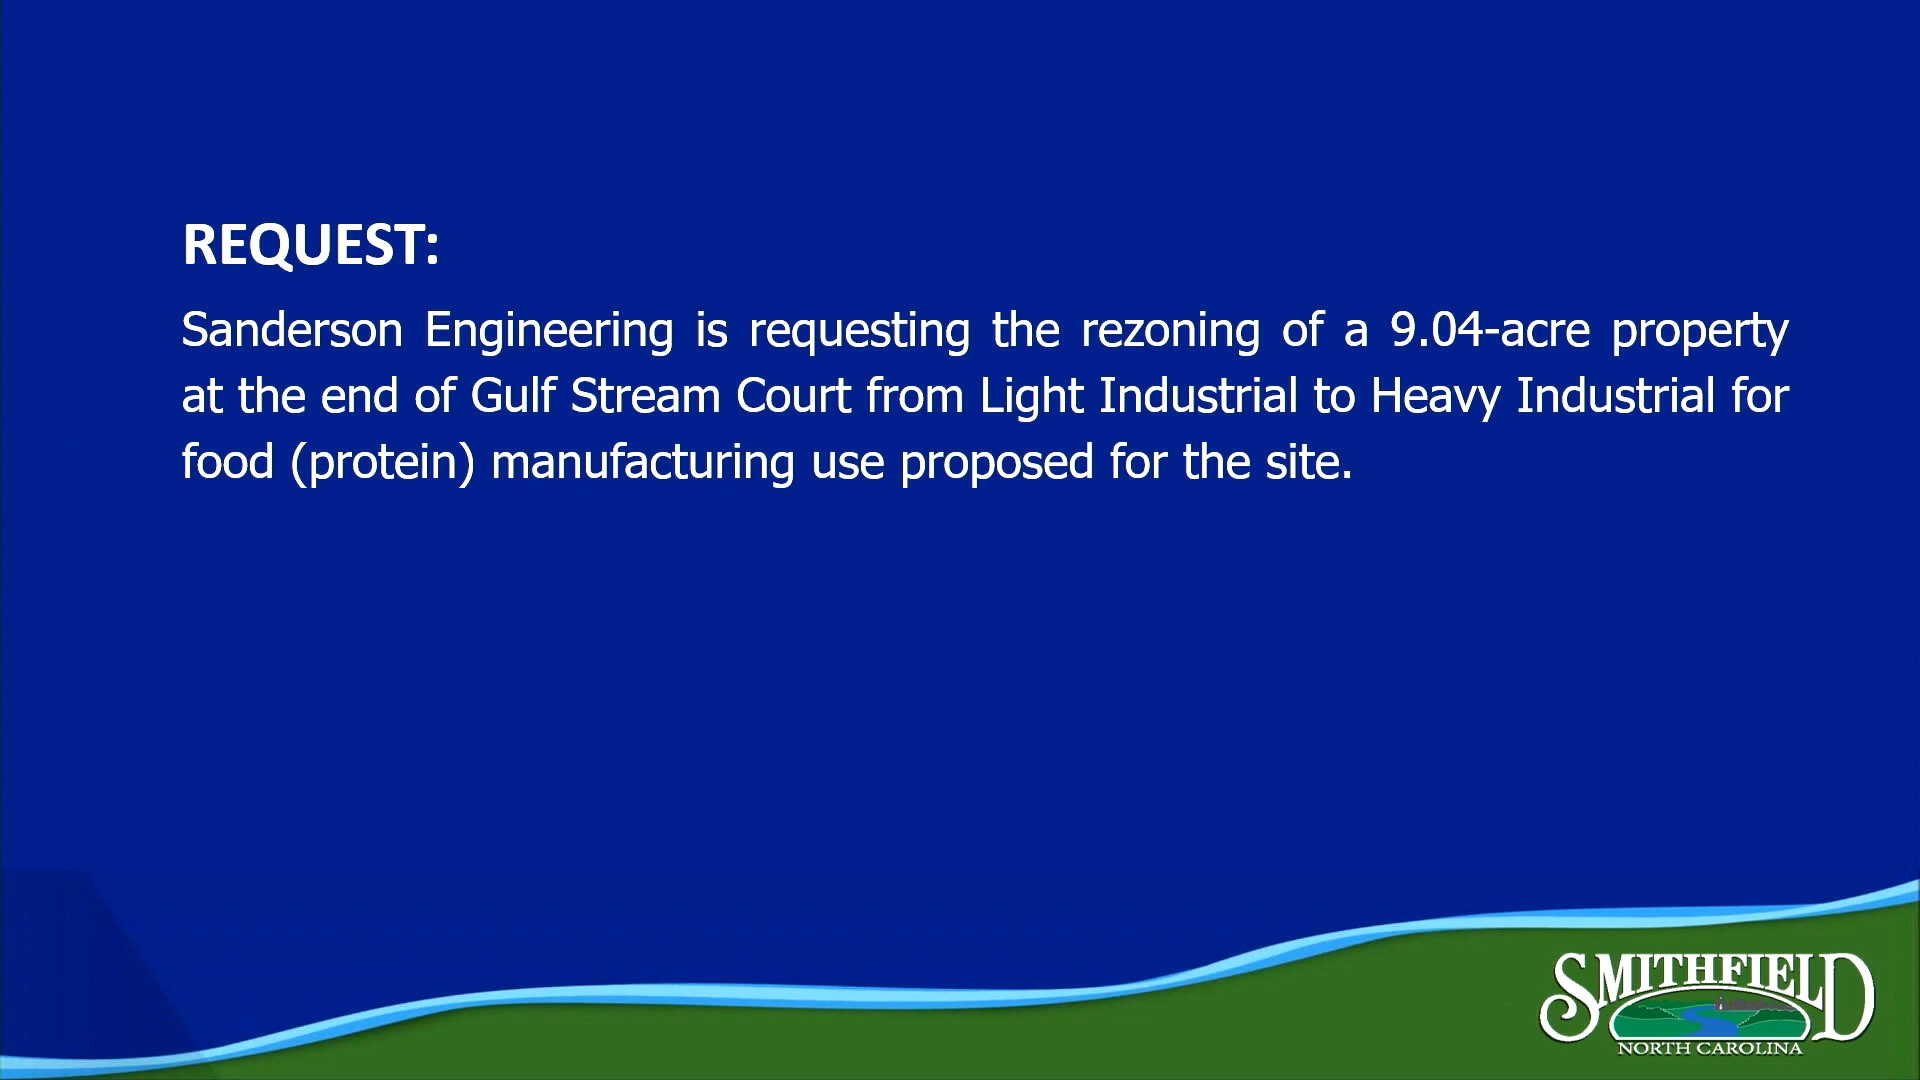 REQUEST:
Sanderson Engineering is requesting the rezoning of a 9.04-acre property
at the end of Gulf Stream Court from Light Industrial to Heavy Industrial for
food (protein) manufacturing use proposed for the site.
SMITHFIELD
NORTH CAROLINA